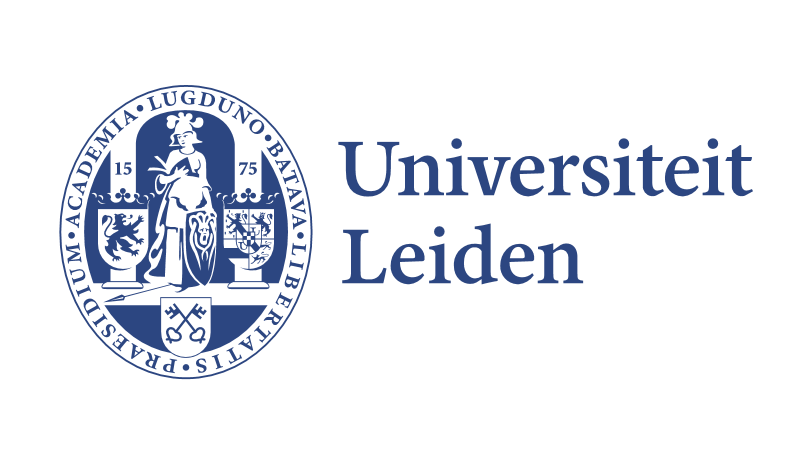 ACADEMIA · LUGDUNO · BATAVA · LIBERTATIS · PRAESIDIUM ·
15 75
Universiteit
Leiden